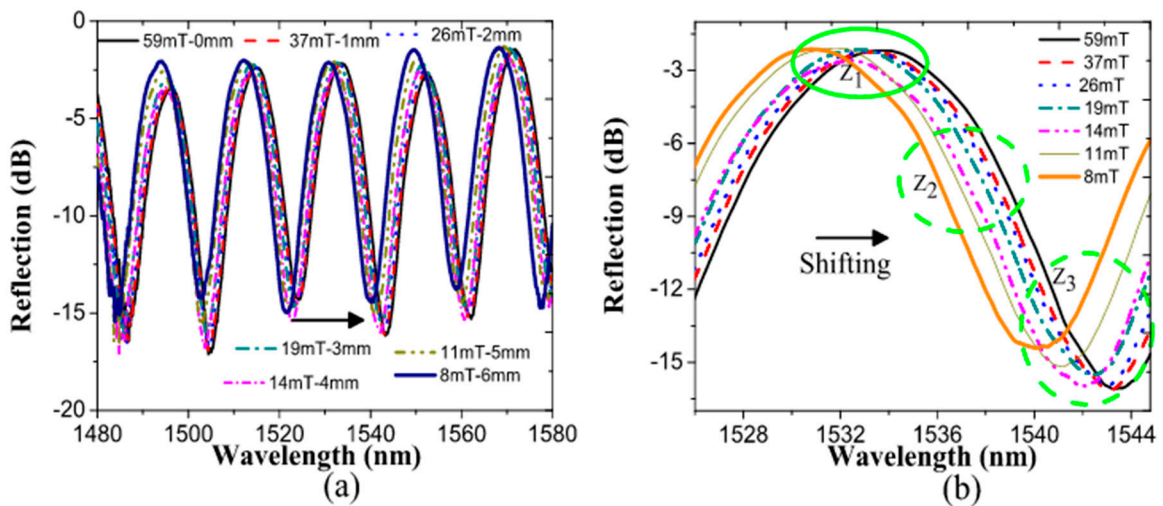 0
-5
-10
-15
-20
Reflection (dB)
59mT-0mm
37mT-1mm
26mT-2mm
19mT-3mm
11mT-5mm
14mT-4mm
8mT-6mm
1480
1500
1520
1540
1560
1580
Wavelength (nm)
(a)
-3
-6
-9
-12
-15
Reflection (dB)
Z1
Z2
Z3
Shifting
59mT
37mT
26mT
19mT
14mT
11mT
8mT
1528
1532
1536
1540
1544
Wavelength (nm)
(b)